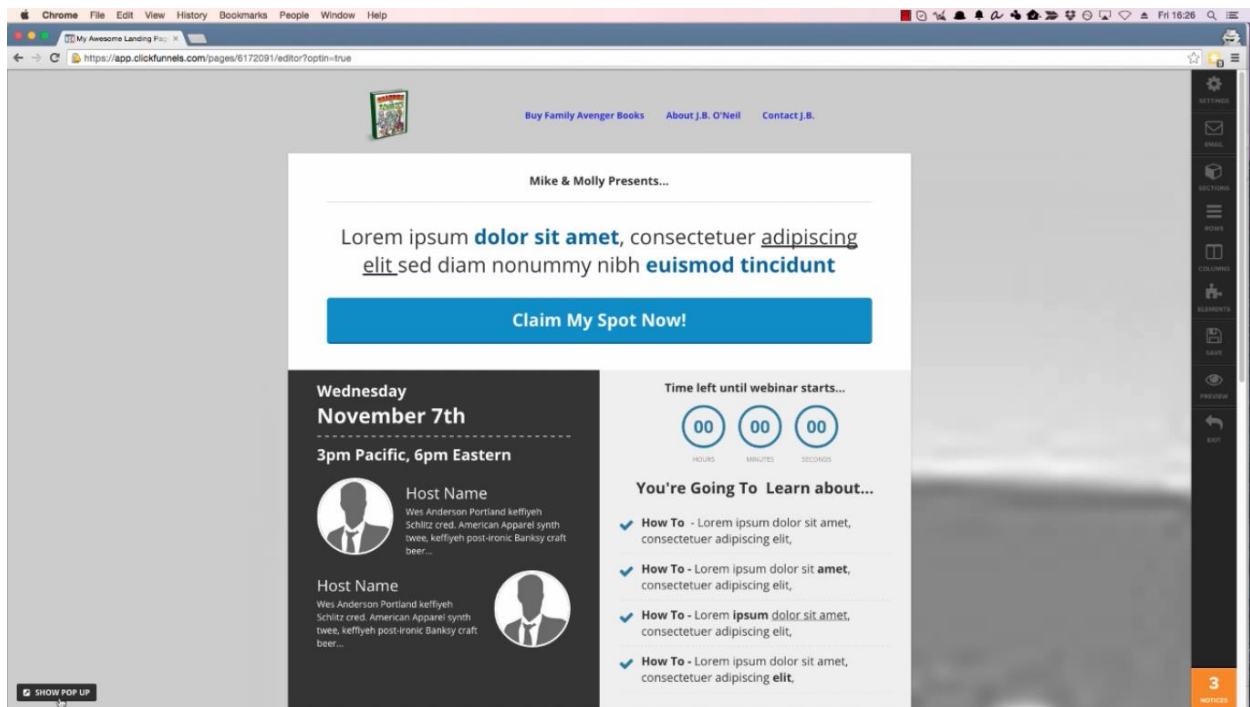 Chrome File Edit View History Bookmarks People Window Help
Fri 16:26
My Awesome Landing Pag
https://app.clickfunnels.com/pages/6172091/editor?optin=true
Buy Family Avenger Books About J.B. O'Neil Contact J.B.
Mike & Molly Presents...
Lorem ipsum dolor sit amet, consectetuer adipiscing
elit sed diam nonummy nibh euismod tincidunt
Claim My Spot Now!
Wednesday
November 7th
3pm Pacific, 6pm Eastern
Host Name
Wes Anderson Portland keffiyeh
Schlitz cred. American Apparel synth
twee, keffiyeh post-ironic Banksy craft
beer...
Host Name
Wes Anderson Portland keffiyeh
Schlitz cred. American Apparel synth
twee, keffiyeh post-ironic Banksy craft
beer...
Time left until webinar starts...
00 00 00
HOURS MINUTES SECONDS
You're Going To Learn about...
How To - Lorem ipsum dolor sit amet,
consectetuer adipiscing elit,
How To - Lorem ipsum dolor sit amet,
consectetuer adipiscing elit,
How To - Lorem ipsum dolor sit amet,
consectetuer adipiscing elit,
How To - Lorem ipsum dolor sit amet,
consectetuer adipiscing elit,
SETTINGS
EMAIL
SECTIONS
ROWS
COLUMNS
ELEMENTS
SAVE
PREVIEW
EXIT
3
NOTICES
SHOW POP UP